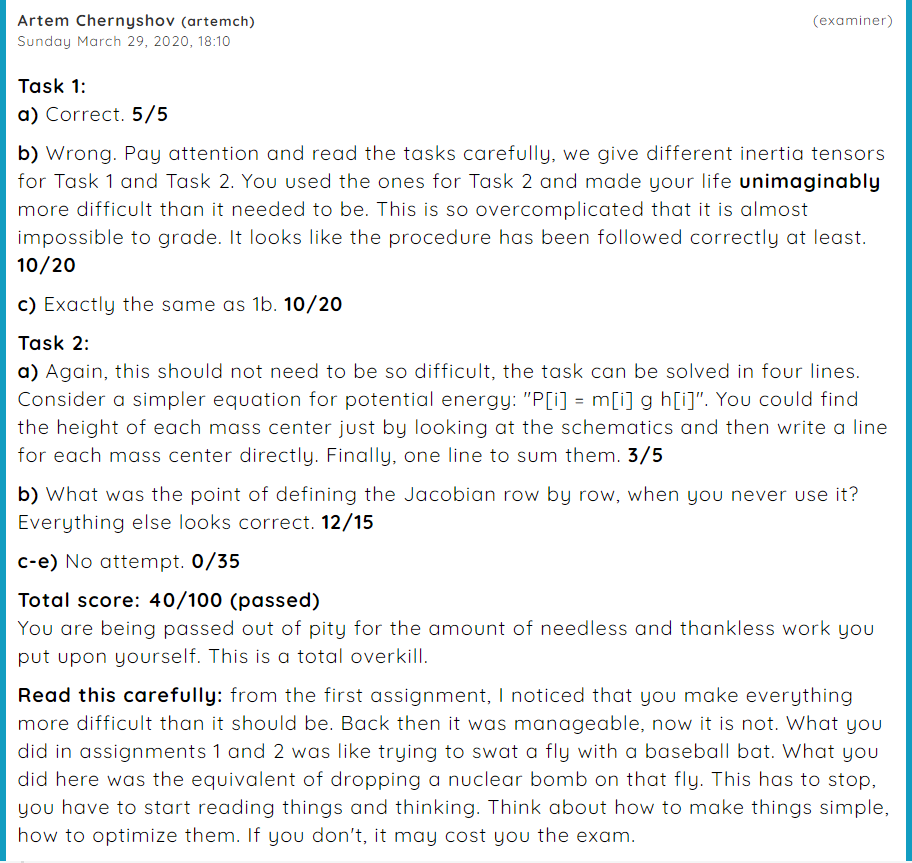 Artem Chernyshov (artemch) (examiner)
Sunday March 29, 2020, 18:10
Task 1:
a) Correct. 5/5
b) Wrong. Pay attention and read the tasks carefully, we give different inertia tensors
for Task 1 and Task 2. You used the ones for Task 2 and made your life unimaginably
more difficult than it needed to be. This is so overcomplicated that it is almost
impossible to grade. It looks like the procedure has been followed correctly at least.
10/20
c) Exactly the same as 1b. 10/20
Task 2:
a) Again, this should not need to be so difficult, the task can be solved in four lines.
Consider a simpler equation for potential energy: "P[i] = m[i] g h[i]". You could find
the height of each mass center just by looking at the schematics and then write a line
for each mass center directly. Finally, one line to sum them. 3/5
b) What was the point of defining the Jacobian row by row, when you never use it?
Everything else looks correct. 12/15
c-e) No attempt. 0/35
Total score: 40/100 (passed)
You are being passed out of pity for the amount of needless and thankless work you
put upon yourself. This is a total overkill.
Read this carefully: from the first assignment, I noticed that you make everything
more difficult than it should be. Back then it was manageable, now it is not. What you
did in assignments 1 and 2 was like trying to swat a fly with a baseball bat. What you
did here was the equivalent of dropping a nuclear bomb on that fly. This has to stop,
you have to start reading things and thinking. Think about how to make things simple,
how to optimize them. If you don't, it may cost you the exam.